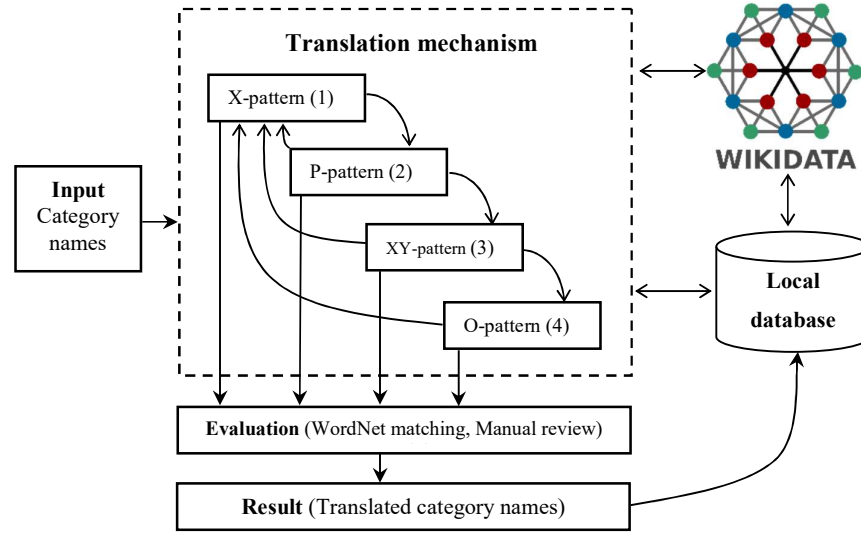 Translation mechanism
X-pattern (1)
P-pattern (2)
WIKIDATA
Input
Category
names
XY-pattern (3)
Local
database
O-pattern (4)
Evaluation (WordNet matching, Manual review)
Result (Translated category names)